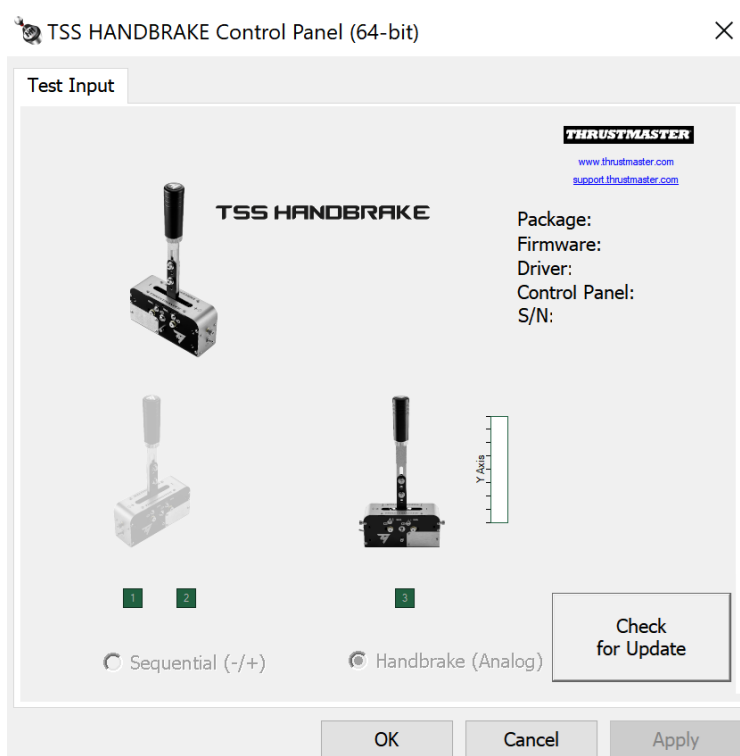 TSS HANDBRAKE Control Panel (64-bit)
Test Input
THRUSTMASTER
www.thrustmaster.com
support.thrustmaster.com
TSS HANDBRAKE
Package:
Firmware:
Driver:
Control Panel:
S/N:
Y Axis
1 2 3
Sequential (-/+) Handbrake (Analog)
Check
for Update
OK Cancel Apply